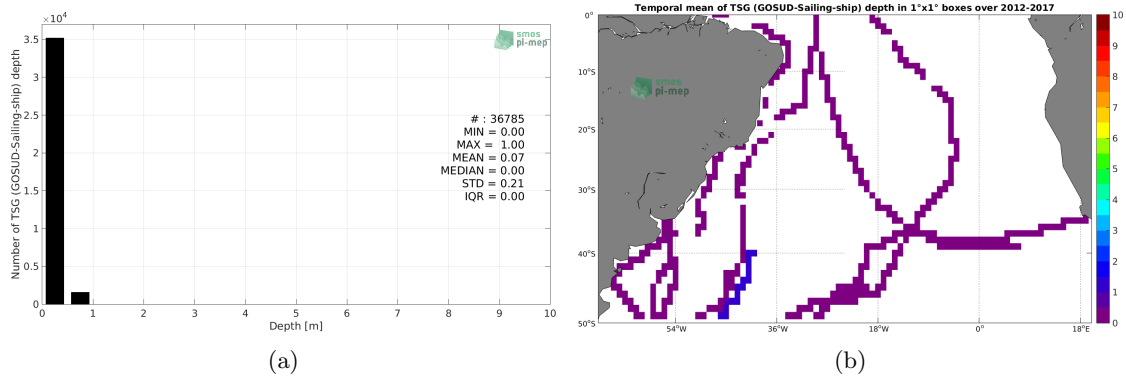 ×10⁴
3.5
3
2.5
2
1.5
1
0.5
0
Number of TSG (GOSUD-Sailing-ship) depth
smos
pi-mep
# : 36785
MIN = 0.00
MAX = 1.00
MEAN = 0.07
MEDIAN = 0.00
STD = 0.21
IQR = 0.00
0 1 2 3 4 5 6 7 8 9 10
Depth [m]
(a)
Temporal mean of TSG (GOSUD-Sailing-ship) depth in 1°x1° boxes over 2012-2017
0°
10°S
20°S
30°S
40°S
50°S
smos
pi-mep
54°W 36°W 18°W 0° 18°E
10
9
8
7
6
5
4
3
2
1
0
(b)